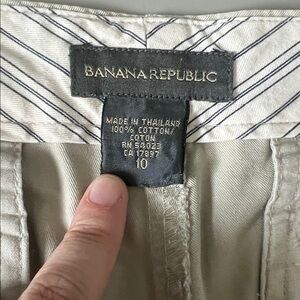 BANANA REPUBLIC
MADE IN THAILAND
100% COTTON/
COTON
RN 54023
CA 17897
10